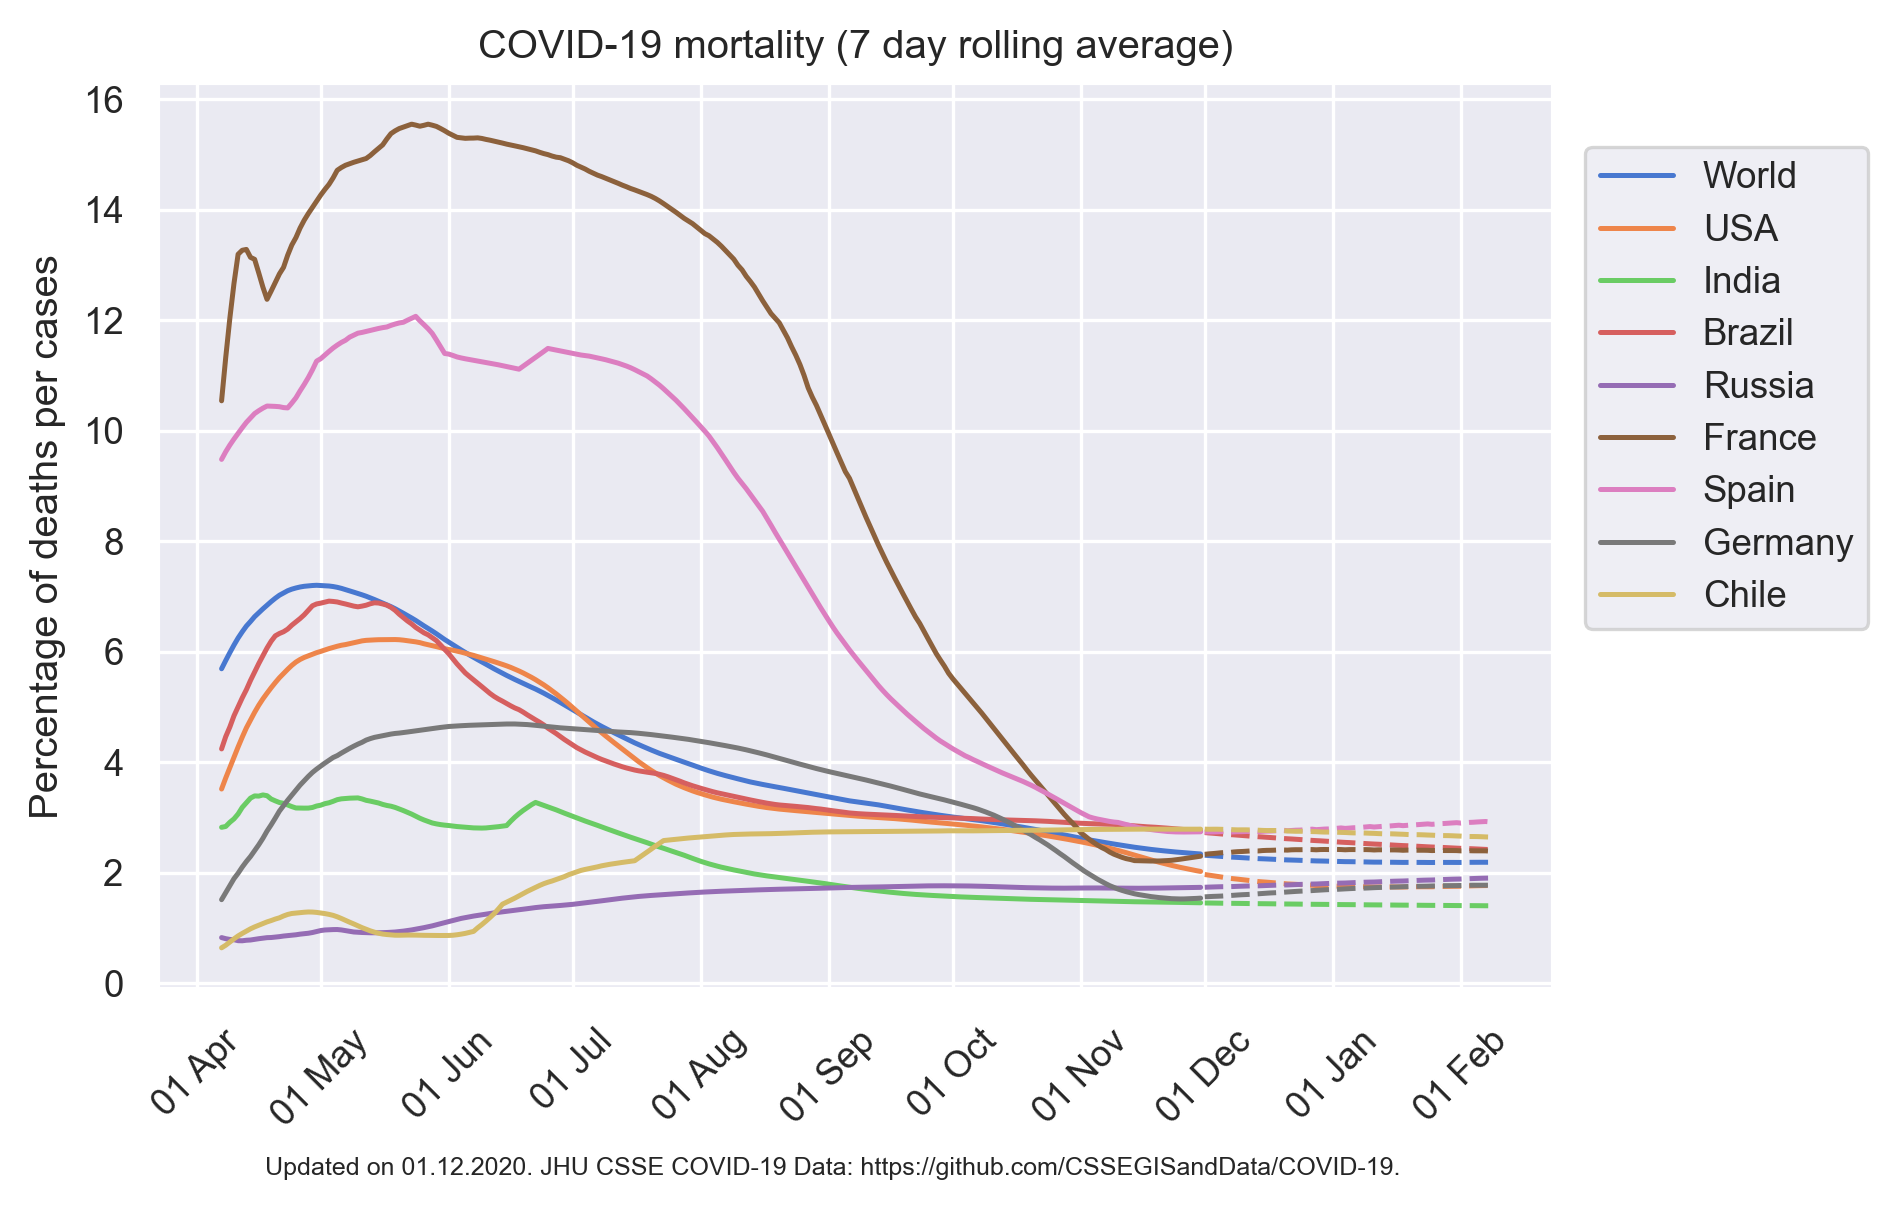 COVID-19 mortality (7 day rolling average)
Percentage of deaths per cases
16
14
12
10
8
6
4
2
0
01 Apr
01 May
01 Jun
01 Jul
01 Aug
01 Sep
01 Oct
01 Nov
01 Dec
01 Jan
01 Feb
World
USA
India
Brazil
Russia
France
Spain
Germany
Chile
Updated on 01.12.2020. JHU CSSE COVID-19 Data: https://github.com/CSSEGISandData/COVID-19.